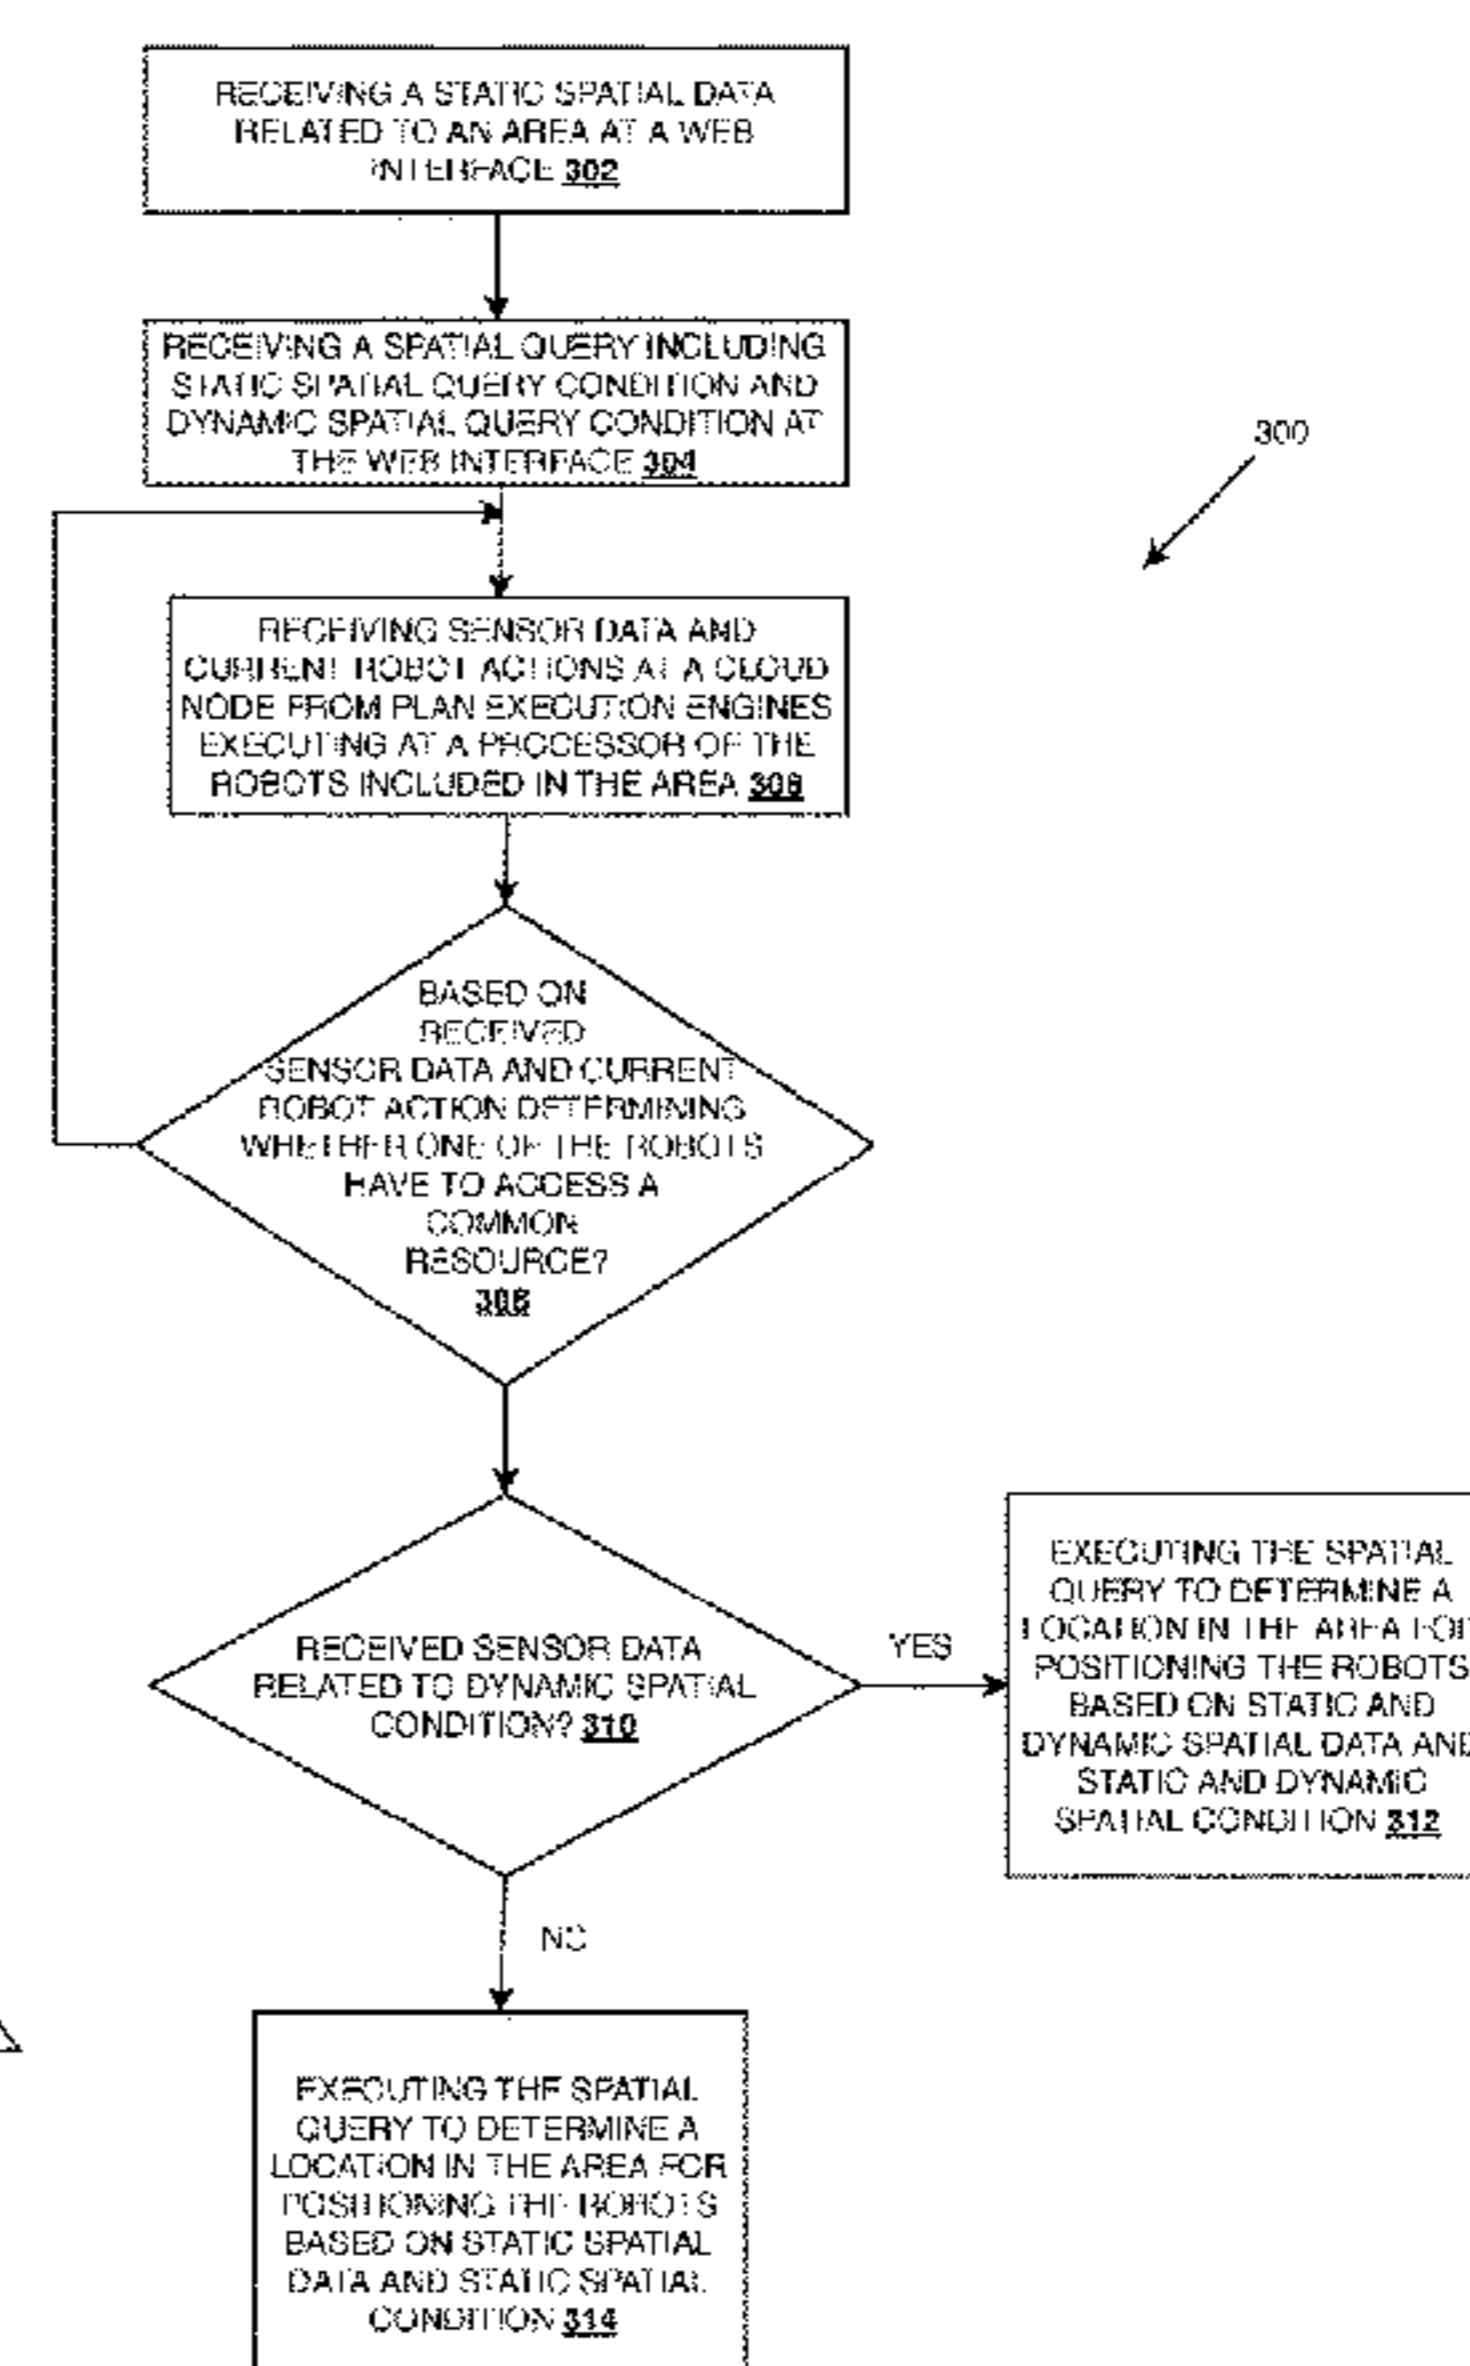 RECEIVING A STATIC SPATIAL DATA
RELATED TO AN AREA AT A WEB
INTERFACE 302
RECEIVING A SPATIAL QUERY INCLUDING
STATIC SPATIAL QUERY CONDITION AND
DYNAMIC SPATIAL QUERY CONDITION AT
THE WEB INTERFACE 304
300
RECEIVING SENSOR DATA AND
CURRENT ROBOT ACTIONS AT A CLOUD
NODE FROM PLAN EXECUTION ENGINES
EXECUTING AT A PROCESSOR OF THE
ROBOTS INCLUDED IN THE AREA
BASED ON
RECEIVED
SENSOR DATA AND CURRENT
ROBOT ACTION DETERMINING
WHETHER ONE OF THE ROBOTS
HAVE TO ACCESS A
COMMON
RESOURCE?
RECEIVED SENSOR DATA
RELATED TO DYNAMIC SPATIAL
CONDITION? 310
YES
EXECUTING THE SPATIAL
QUERY TO DETERMINE A
LOCATION IN THE AREA FOR
POSITIONING THE ROBOTS
BASED ON STATIC AND
DYNAMIC SPATIAL DATA AND
STATIC AND DYNAMIC
SPATIAL CONDITION 312
NO
EXECUTING THE SPATIAL
QUERY TO DETERMINE A
LOCATION IN THE AREA FOR
POSITIONING THE ROBOTS
BASED ON STATIC SPATIAL
DATA AND STATIC SPATIAL
CONDITION 314